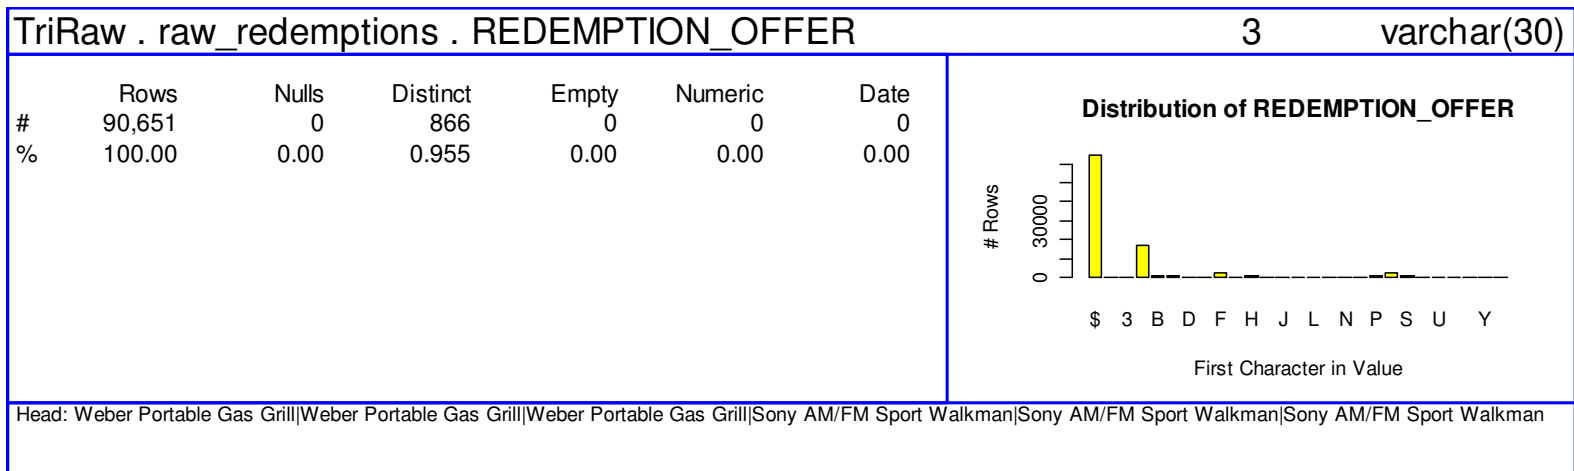 TriRaw . raw_redemptions . REDEMPTION_OFFER 3 varchar(30)
Rows Nulls Distinct Empty Numeric Date
# 90,651 0 866 0 0 0
% 100.00 0.00 0.955 0.00 0.00 0.00
Distribution of REDEMPTION_OFFER
# Rows
30000
0
$ 3 B D F H J L N P S U Y
First Character in Value
Head: Weber Portable Gas Grill|Weber Portable Gas Grill|Weber Portable Gas Grill|Sony AM/FM Sport Walkman|Sony AM/FM Sport Walkman|Sony AM/FM Sport Walkman